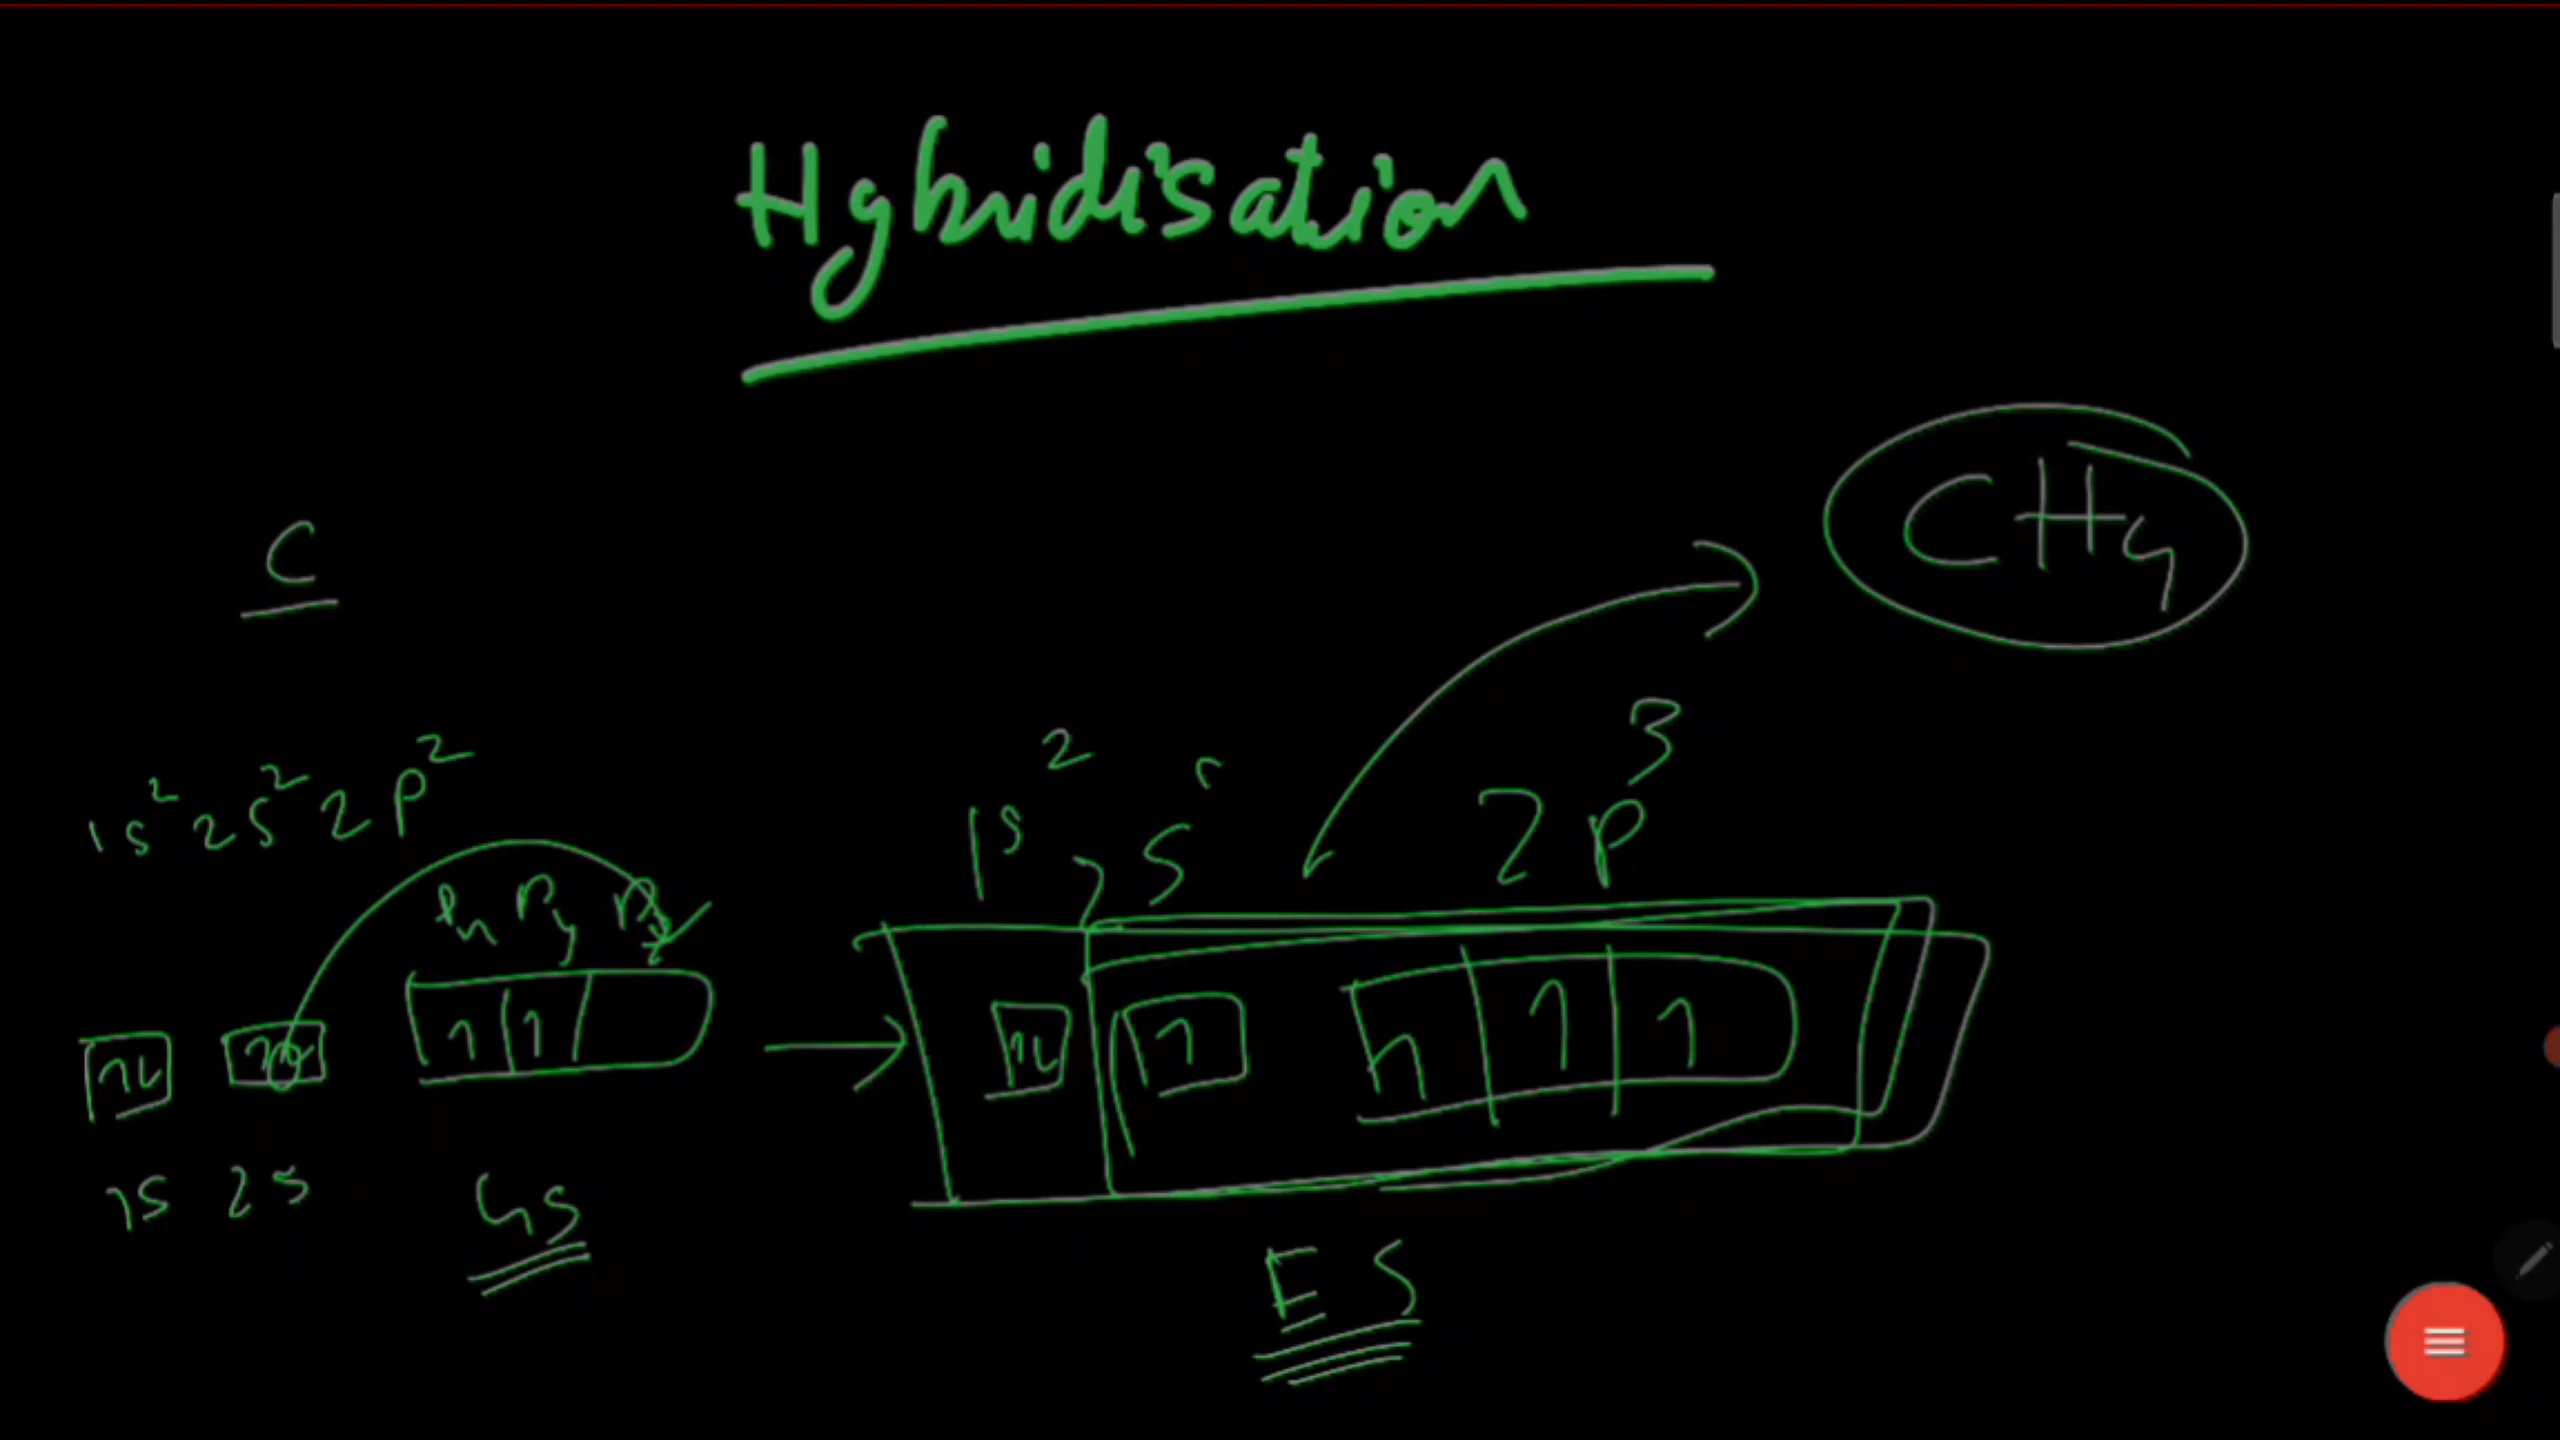 Hybridisation
C
CH4
1s² 2s² 2p²
Px Py Pz
1s² 2s¹ 2p³
1s 2s
GS
ES